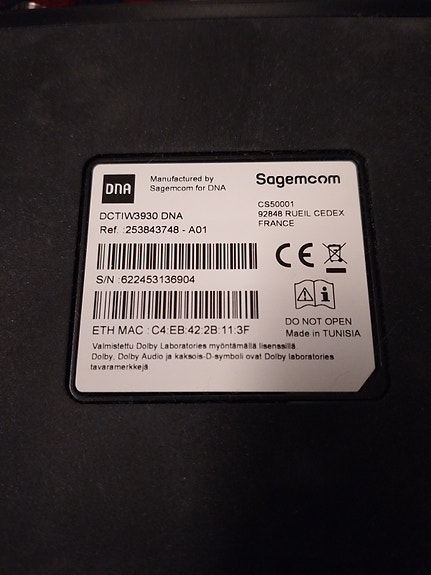 DNA
Manufactured by
Sagemcom for DNA
Sagemcom
CS50001
92848 RUEIL CEDEX
FRANCE
DCTIW3930 DNA
Ref. :253843748 - A01
S/N :622453136904
CE
ETH MAC : C4:EB:42:2B:11:3F
DO NOT OPEN
Made in TUNISIA
Valmistettu Dolby Laboratories myöntämällä lisenssillä.
Dolby, Dolby Audio ja kaksois-D-symboli ovat Dolby laboratories
tavaramerkkejä